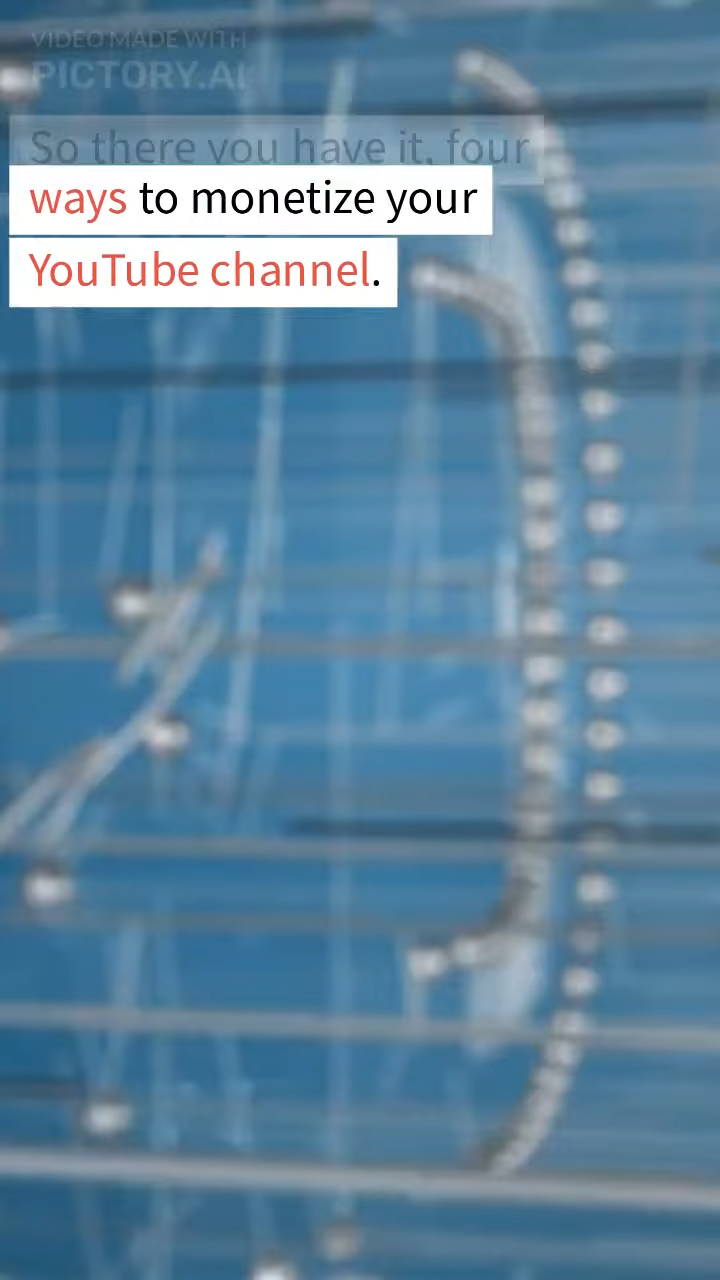 VIDEO MADE WITH
PICTORY.AI
So there you have it, four
ways to monetize your
YouTube channel.